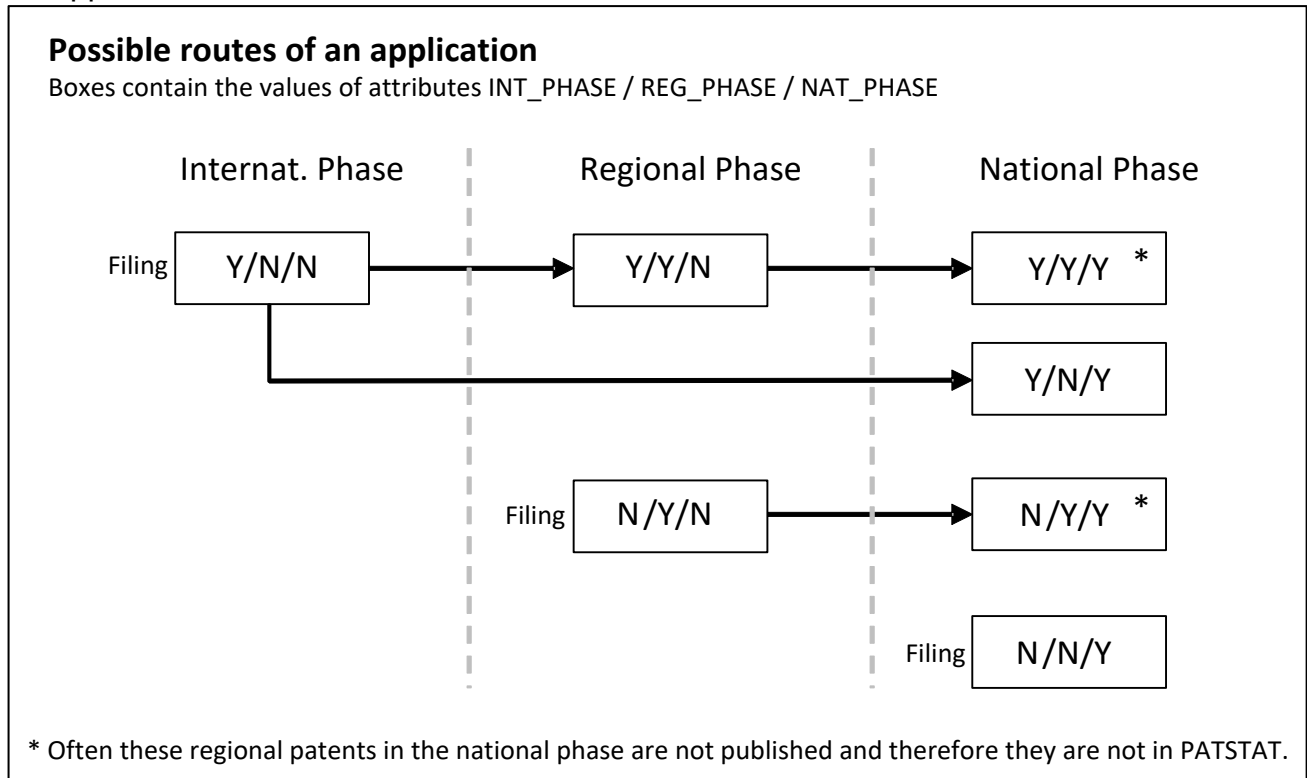 Possible routes of an application
Boxes contain the values of attributes INT_PHASE / REG_PHASE / NAT_PHASE
Internat. Phase
Regional Phase
National Phase
Filing
Y/N/N
Y/Y/N
Y/Y/Y *
Y/N/Y
Filing
N/Y/N
N/Y/Y *
Filing
N/N/Y
* Often these regional patents in the national phase are not published and therefore they are not in PATSTAT.